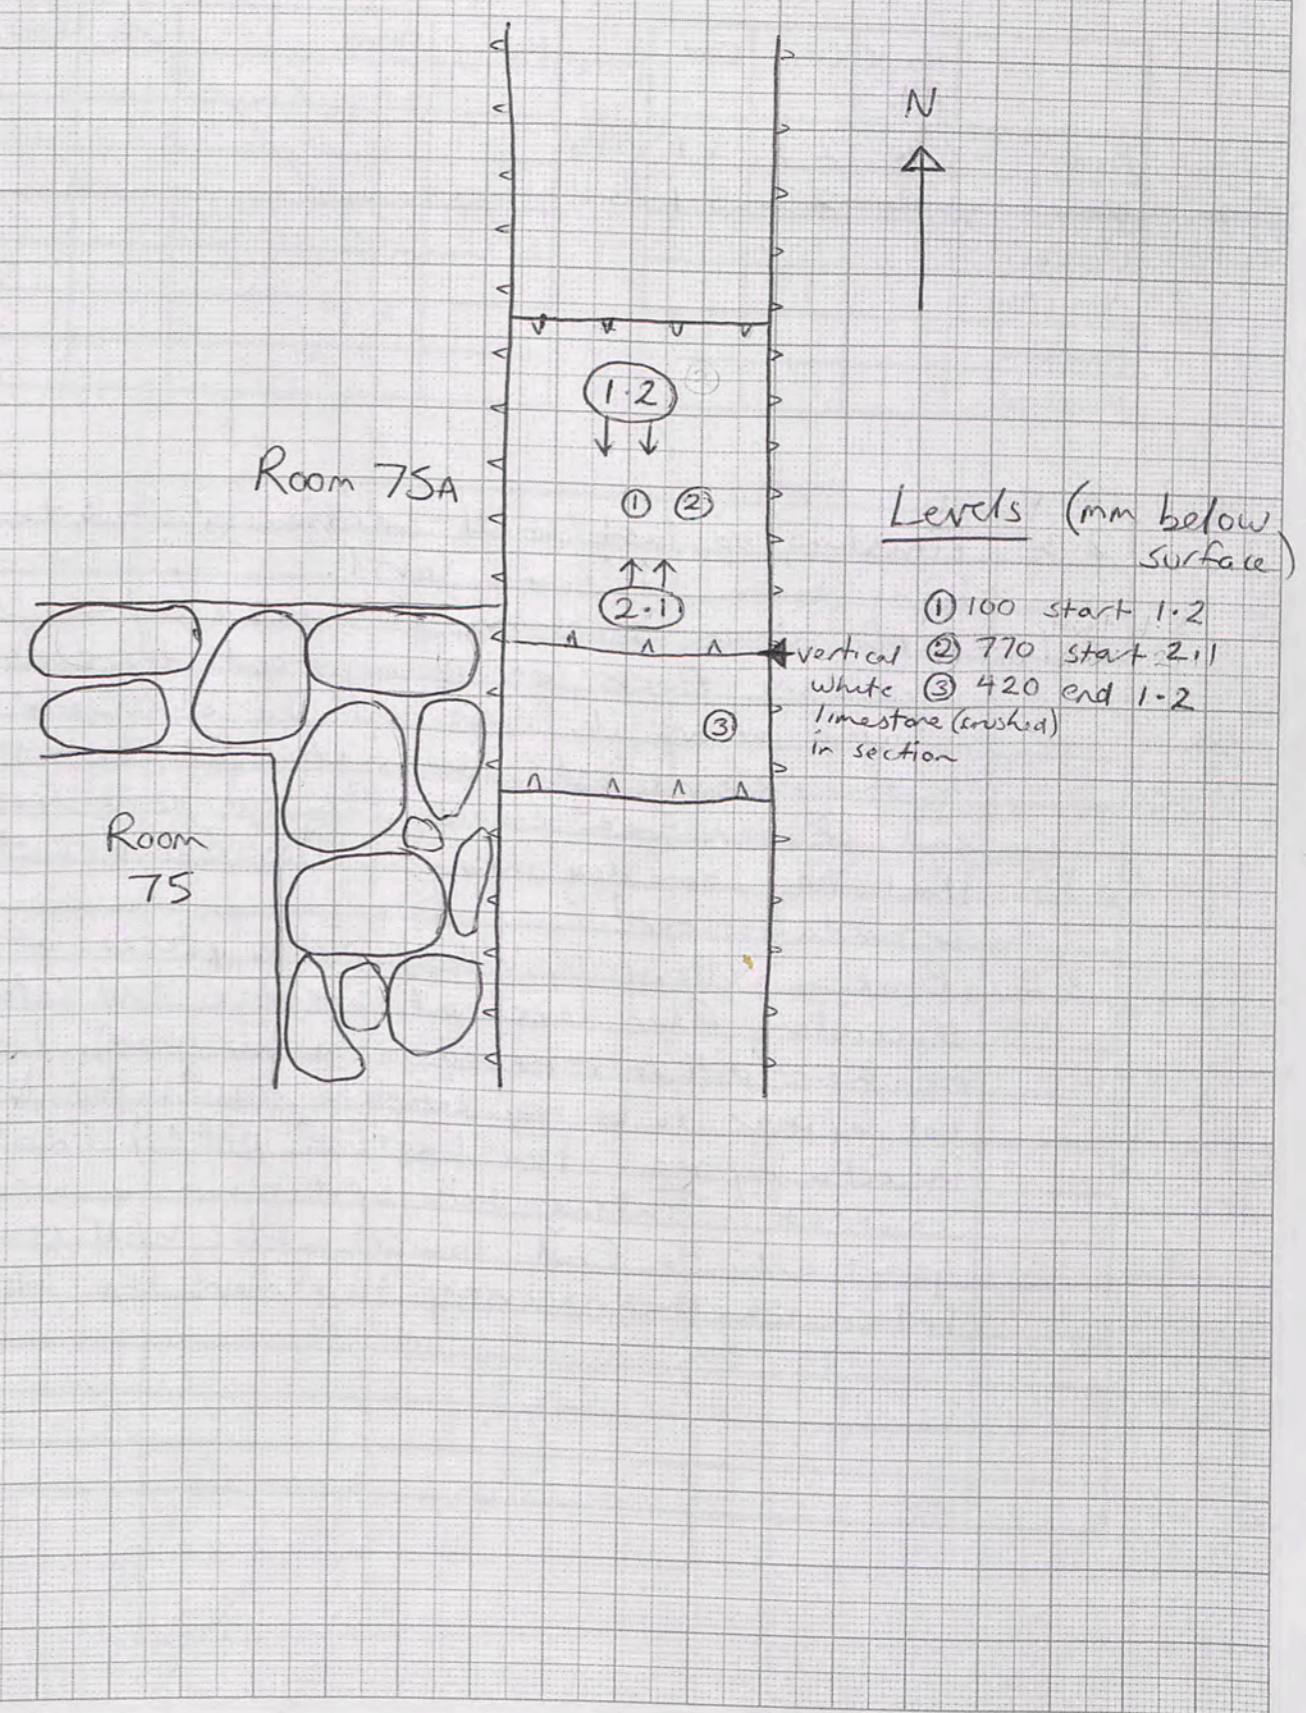 N
1.2
Room 75A
① ②
2.1
③
Room
75
Levels (mm below
surface)
① 100 start 1.2
② 770 start 2.1
③ 420 end 1.2
vertical
white
limestone (crushed)
in section